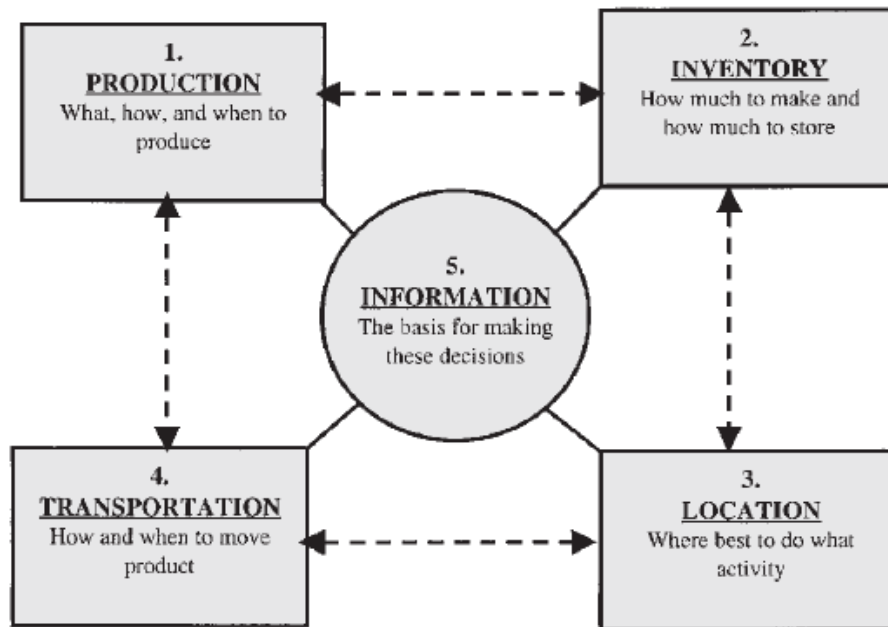 1.
PRODUCTION
What, how, and when to
produce
2.
INVENTORY
How much to make and
how much to store
5.
INFORMATION
The basis for making
these decisions
4.
TRANSPORTATION
How and when to move
product
3.
LOCATION
Where best to do what
activity